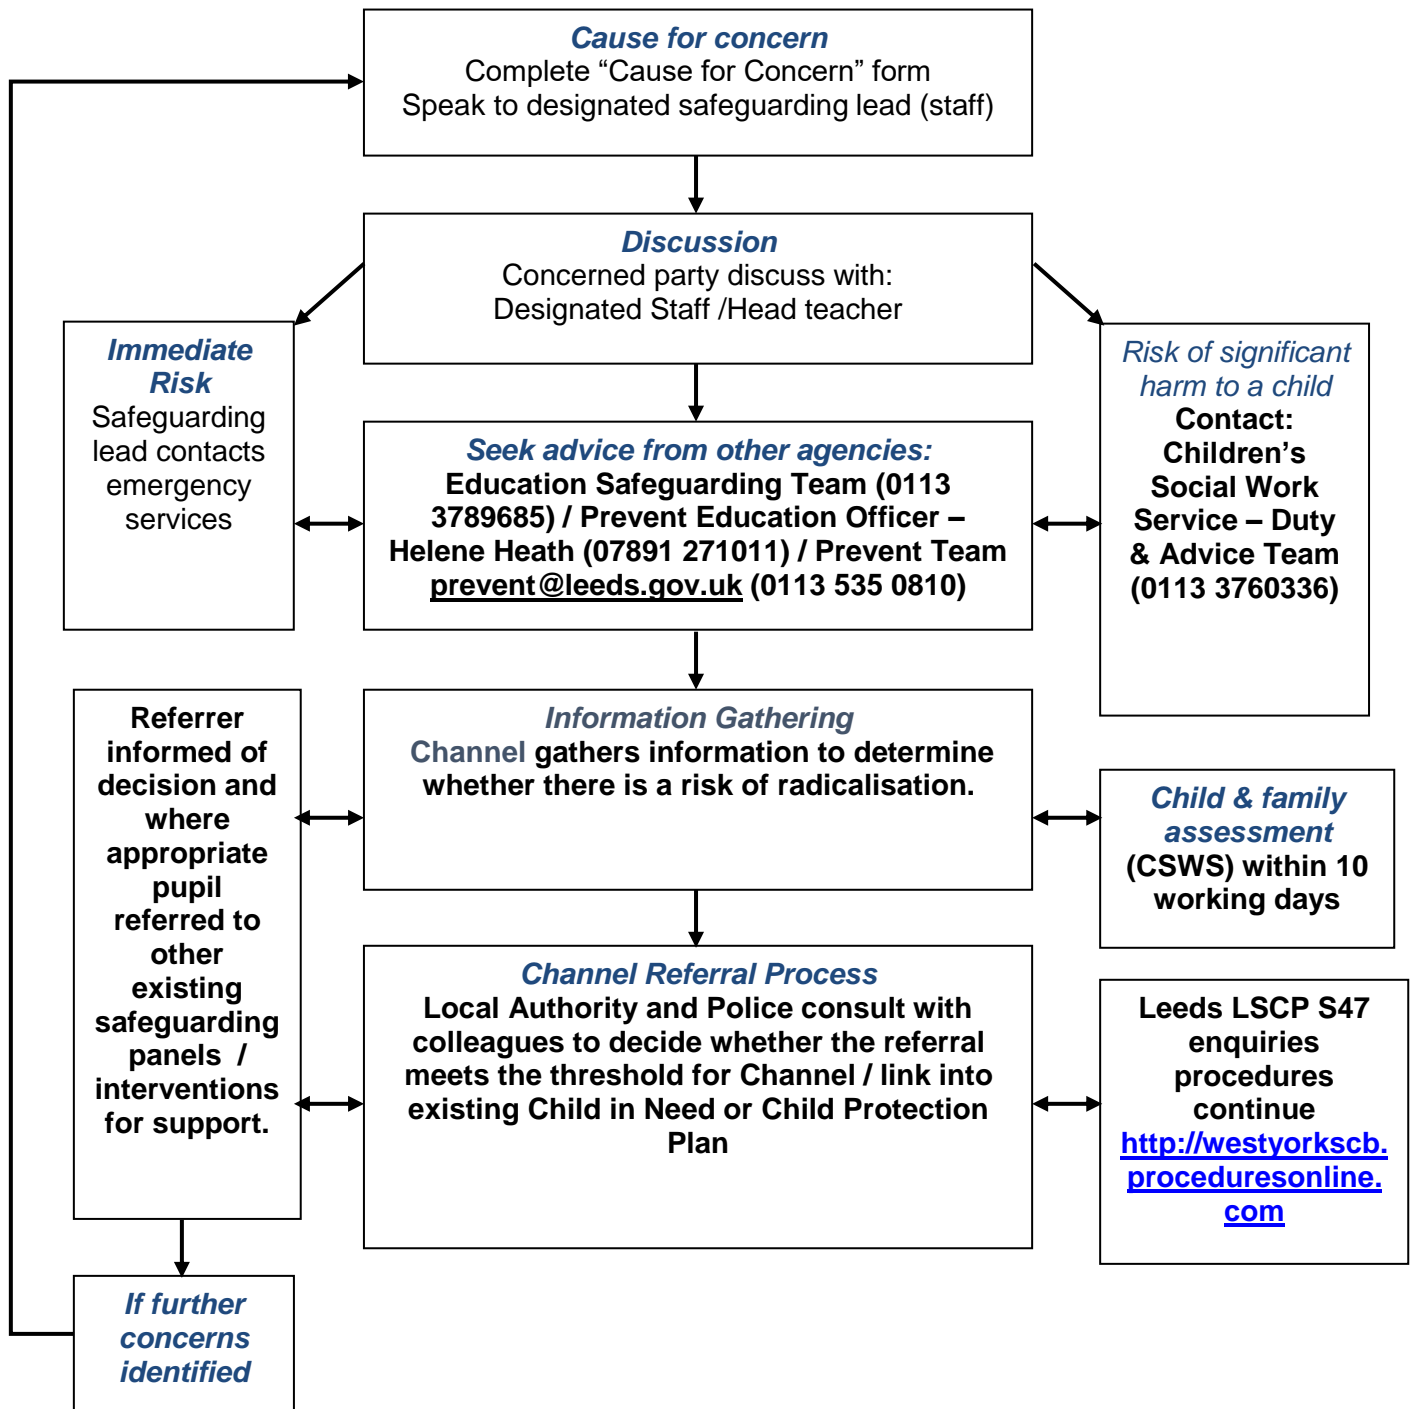 Cause for concern
Complete “Cause for Concern” form
Speak to designated safeguarding lead (staff)
Discussion
Concerned party discuss with:
Designated Staff /Head teacher
Immediate
Risk
Safeguarding
lead contacts
emergency
services
Seek advice from other agencies:
Education Safeguarding Team (0113
3789685) / Prevent Education Officer –
Helene Heath (07891 271011) / Prevent Team
prevent@leeds.gov.uk (0113 535 0810)
Risk of significant
harm to a child
Contact:
Children’s
Social Work
Service – Duty
& Advice Team
(0113 3760336)
Referrer
informed of
decision and
where
appropriate
pupil
referred to
other
existing
safeguarding
panels /
interventions
for support.
Information Gathering
Channel gathers information to determine
whether there is a risk of radicalisation.
Child & family
assessment
(CSWS) within 10
working days
Channel Referral Process
Local Authority and Police consult with
colleagues to decide whether the referral
meets the threshold for Channel / link into
existing Child in Need or Child Protection
Plan
Leeds LSCP S47
enquiries
procedures
continue
http://westyorkscb.
proceduresonline.
com
If further
concerns
identified